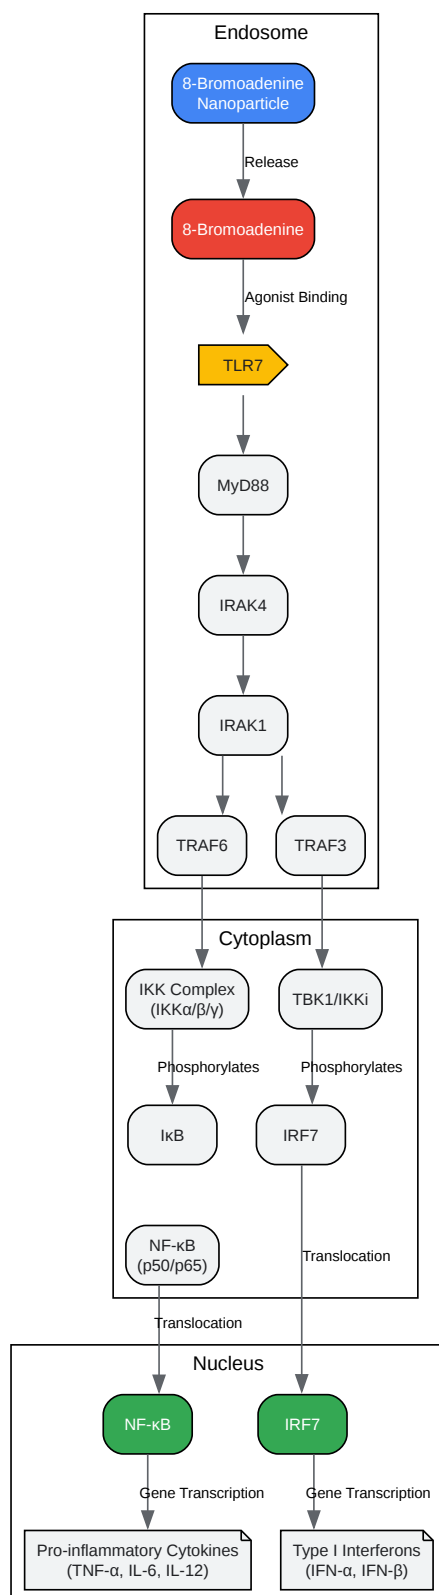 Endosome
8-Bromoadenine
Nanoparticle
Release
8-Bromoadenine
Agonist Binding
TLR7
MyD88
IRAK4
IRAK1
TRAF6
TRAF3
Cytoplasm
IKK Complex
(IKKα/β/γ)
TBK1/IKKi
Phosphorylates
Phosphorylates
IκB
IRF7
NF-κB
(p50/p65)
Translocation
Translocation
Nucleus
NF-κB
IRF7
Gene Transcription
Gene Transcription
Pro-inflammatory Cytokines
(TNF-α, IL-6, IL-12)
Type I Interferons
(IFN-α, IFN-β)